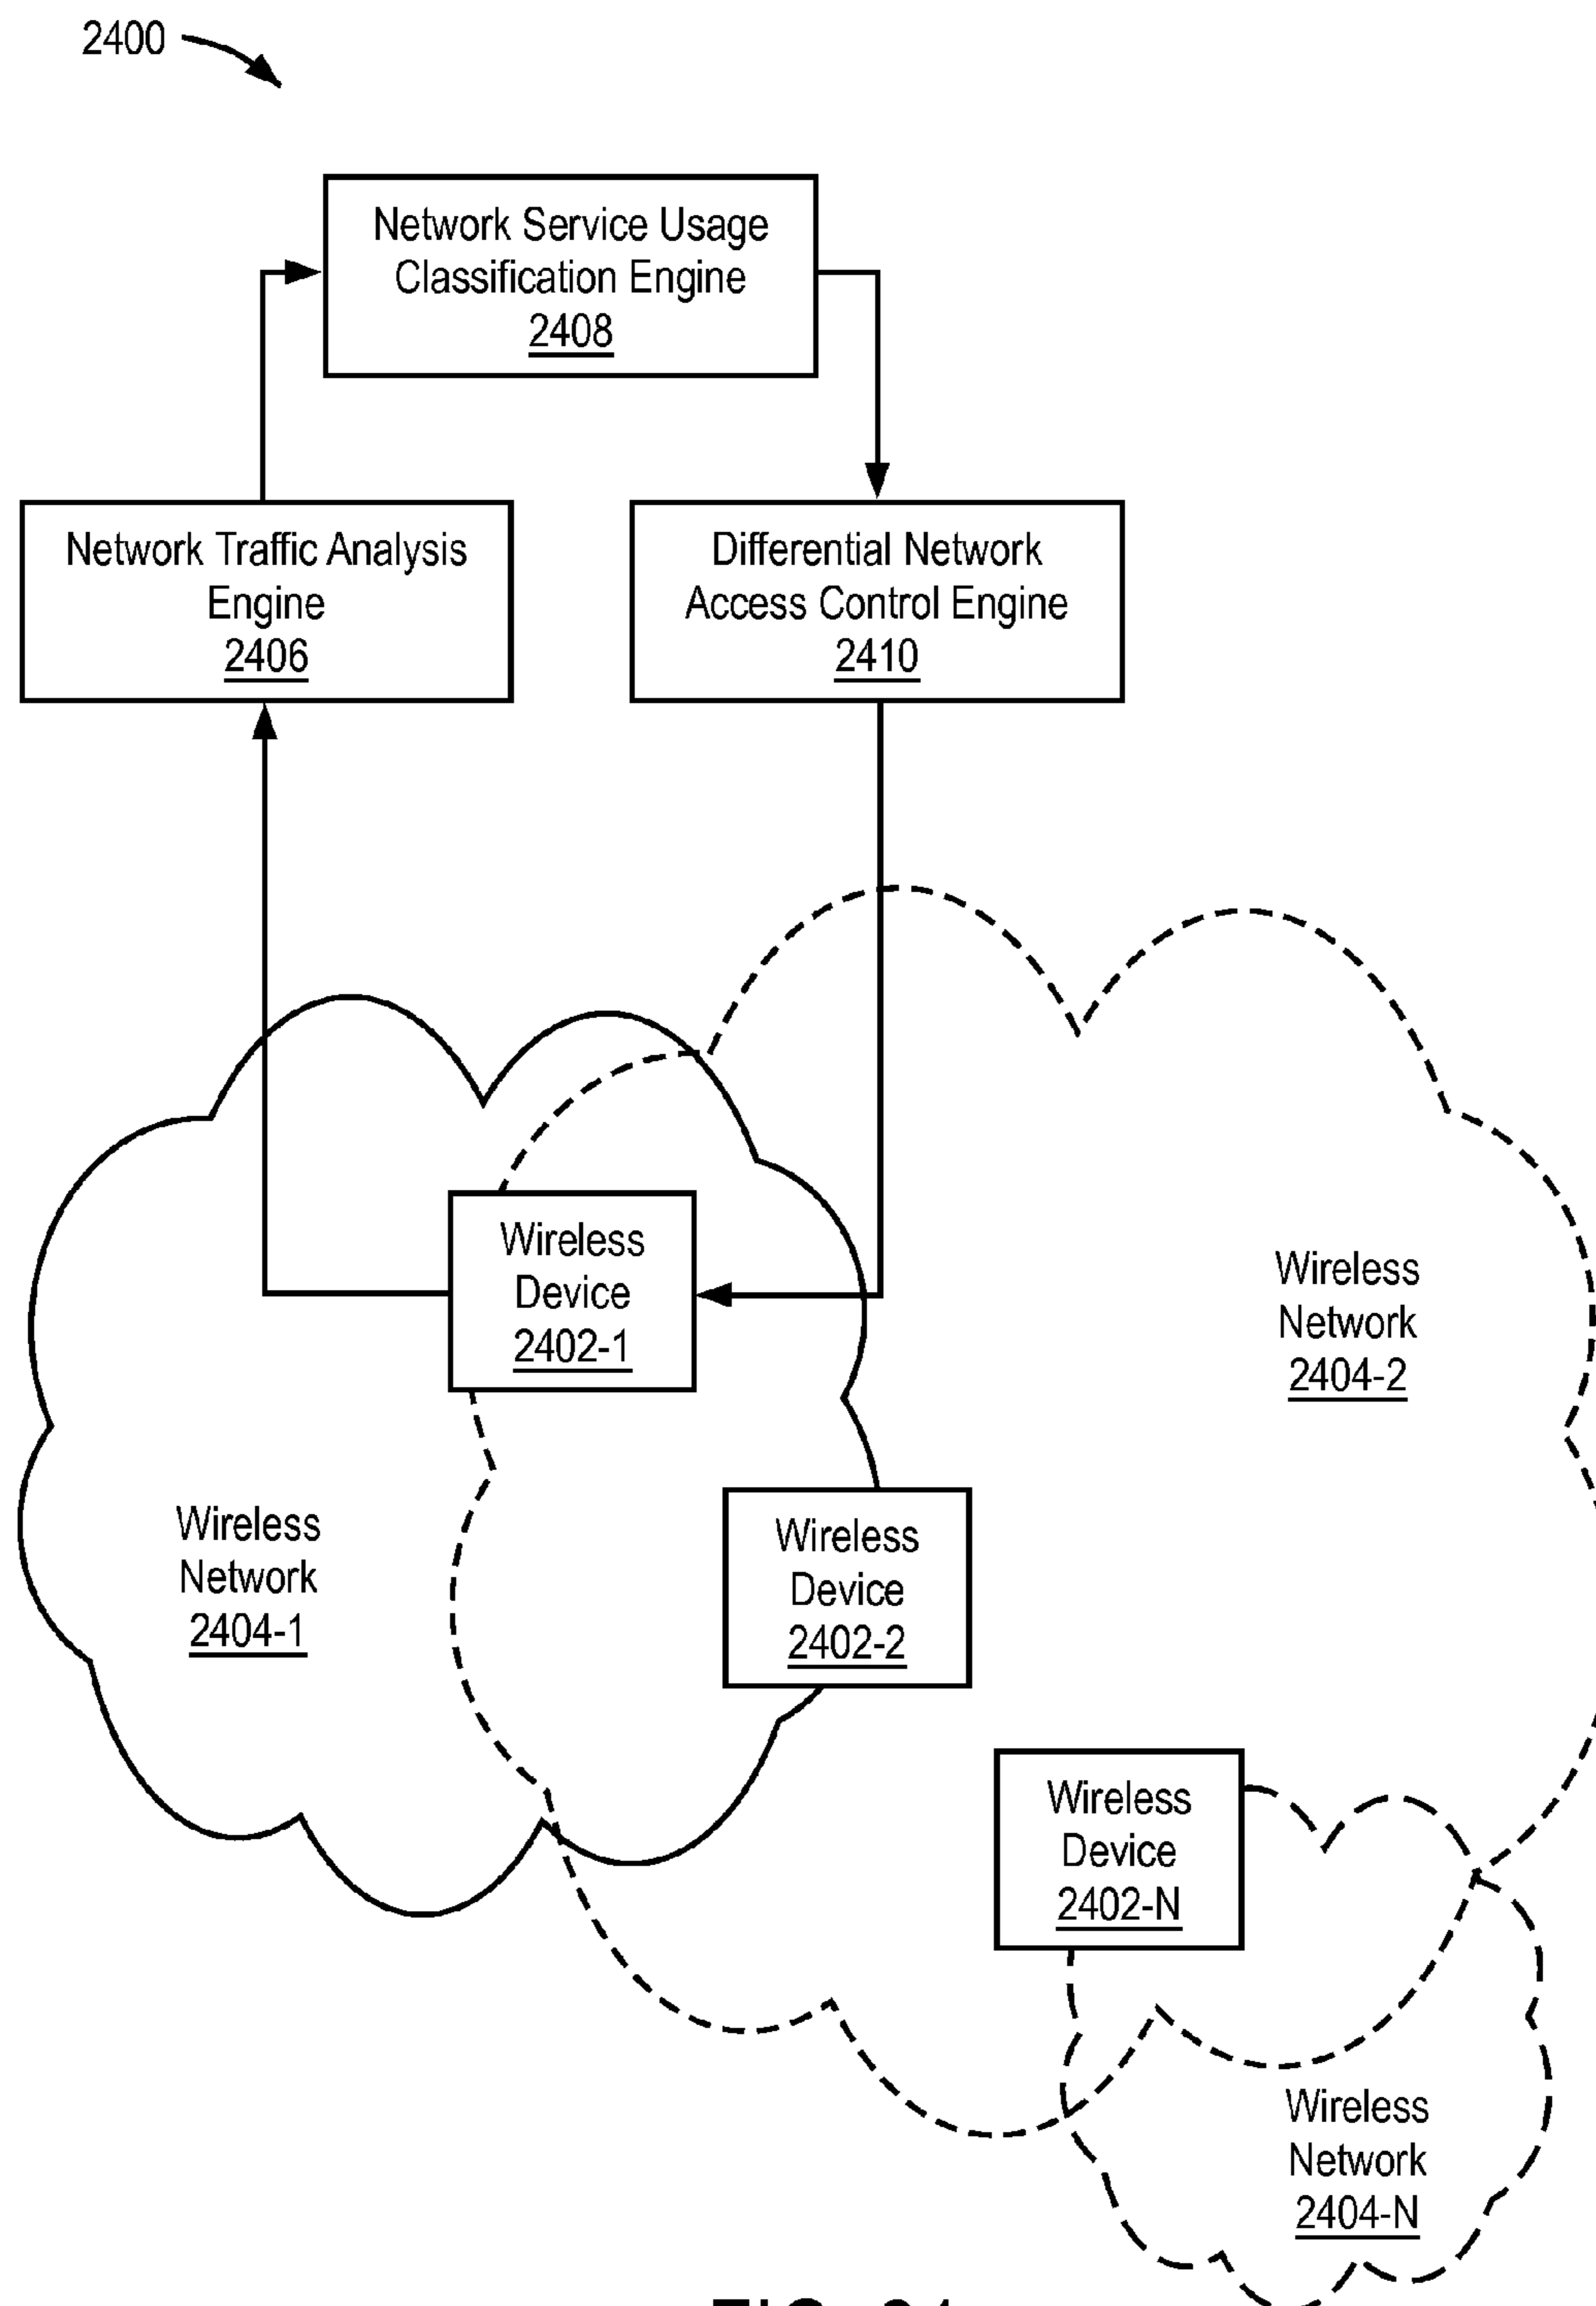 2400
Network Service Usage
Classification Engine
2408
Network Traffic Analysis
Engine
2406
Differential Network
Access Control Engine
2410
Wireless
Device
2402-1
Wireless
Network
2404-2
Wireless
Network
2404-1
Wireless
Device
2402-2
Wireless
Device
2402-N
Wireless
Network
2404-N